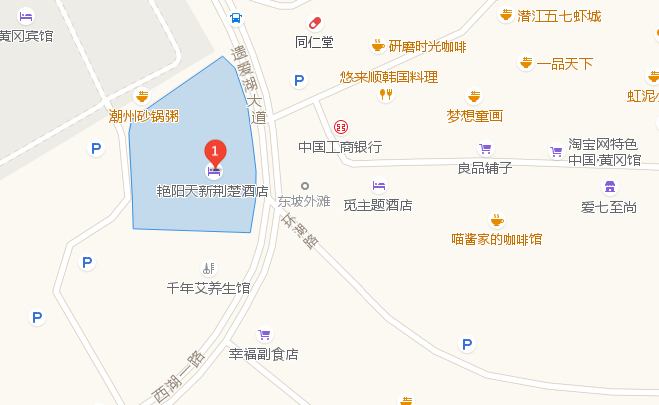 潜江五七虾城
黄冈宾馆
同仁堂
研磨时光咖啡
遗爱湖大道
一品天下
P
悠来顺韩国料理
虹泥小
潮州砂锅粥
梦想童画
P
中国工商银行
淘宝网特色
中国·黄冈馆
1
良品铺子
艳阳天新荆楚酒店
东坡外滩
觅主题酒店
爱七至尚
环湖路
喵酱家的咖啡馆
P
千年艾养生馆
P
P
幸福副食店
西湖一路